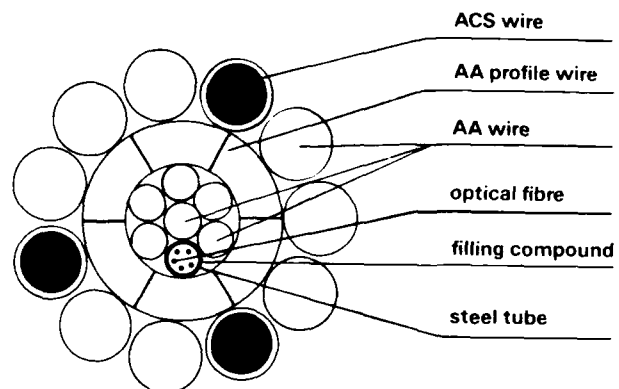 ACS wire
AA profile wire
AA wire
optical fibre
filling compound
steel tube